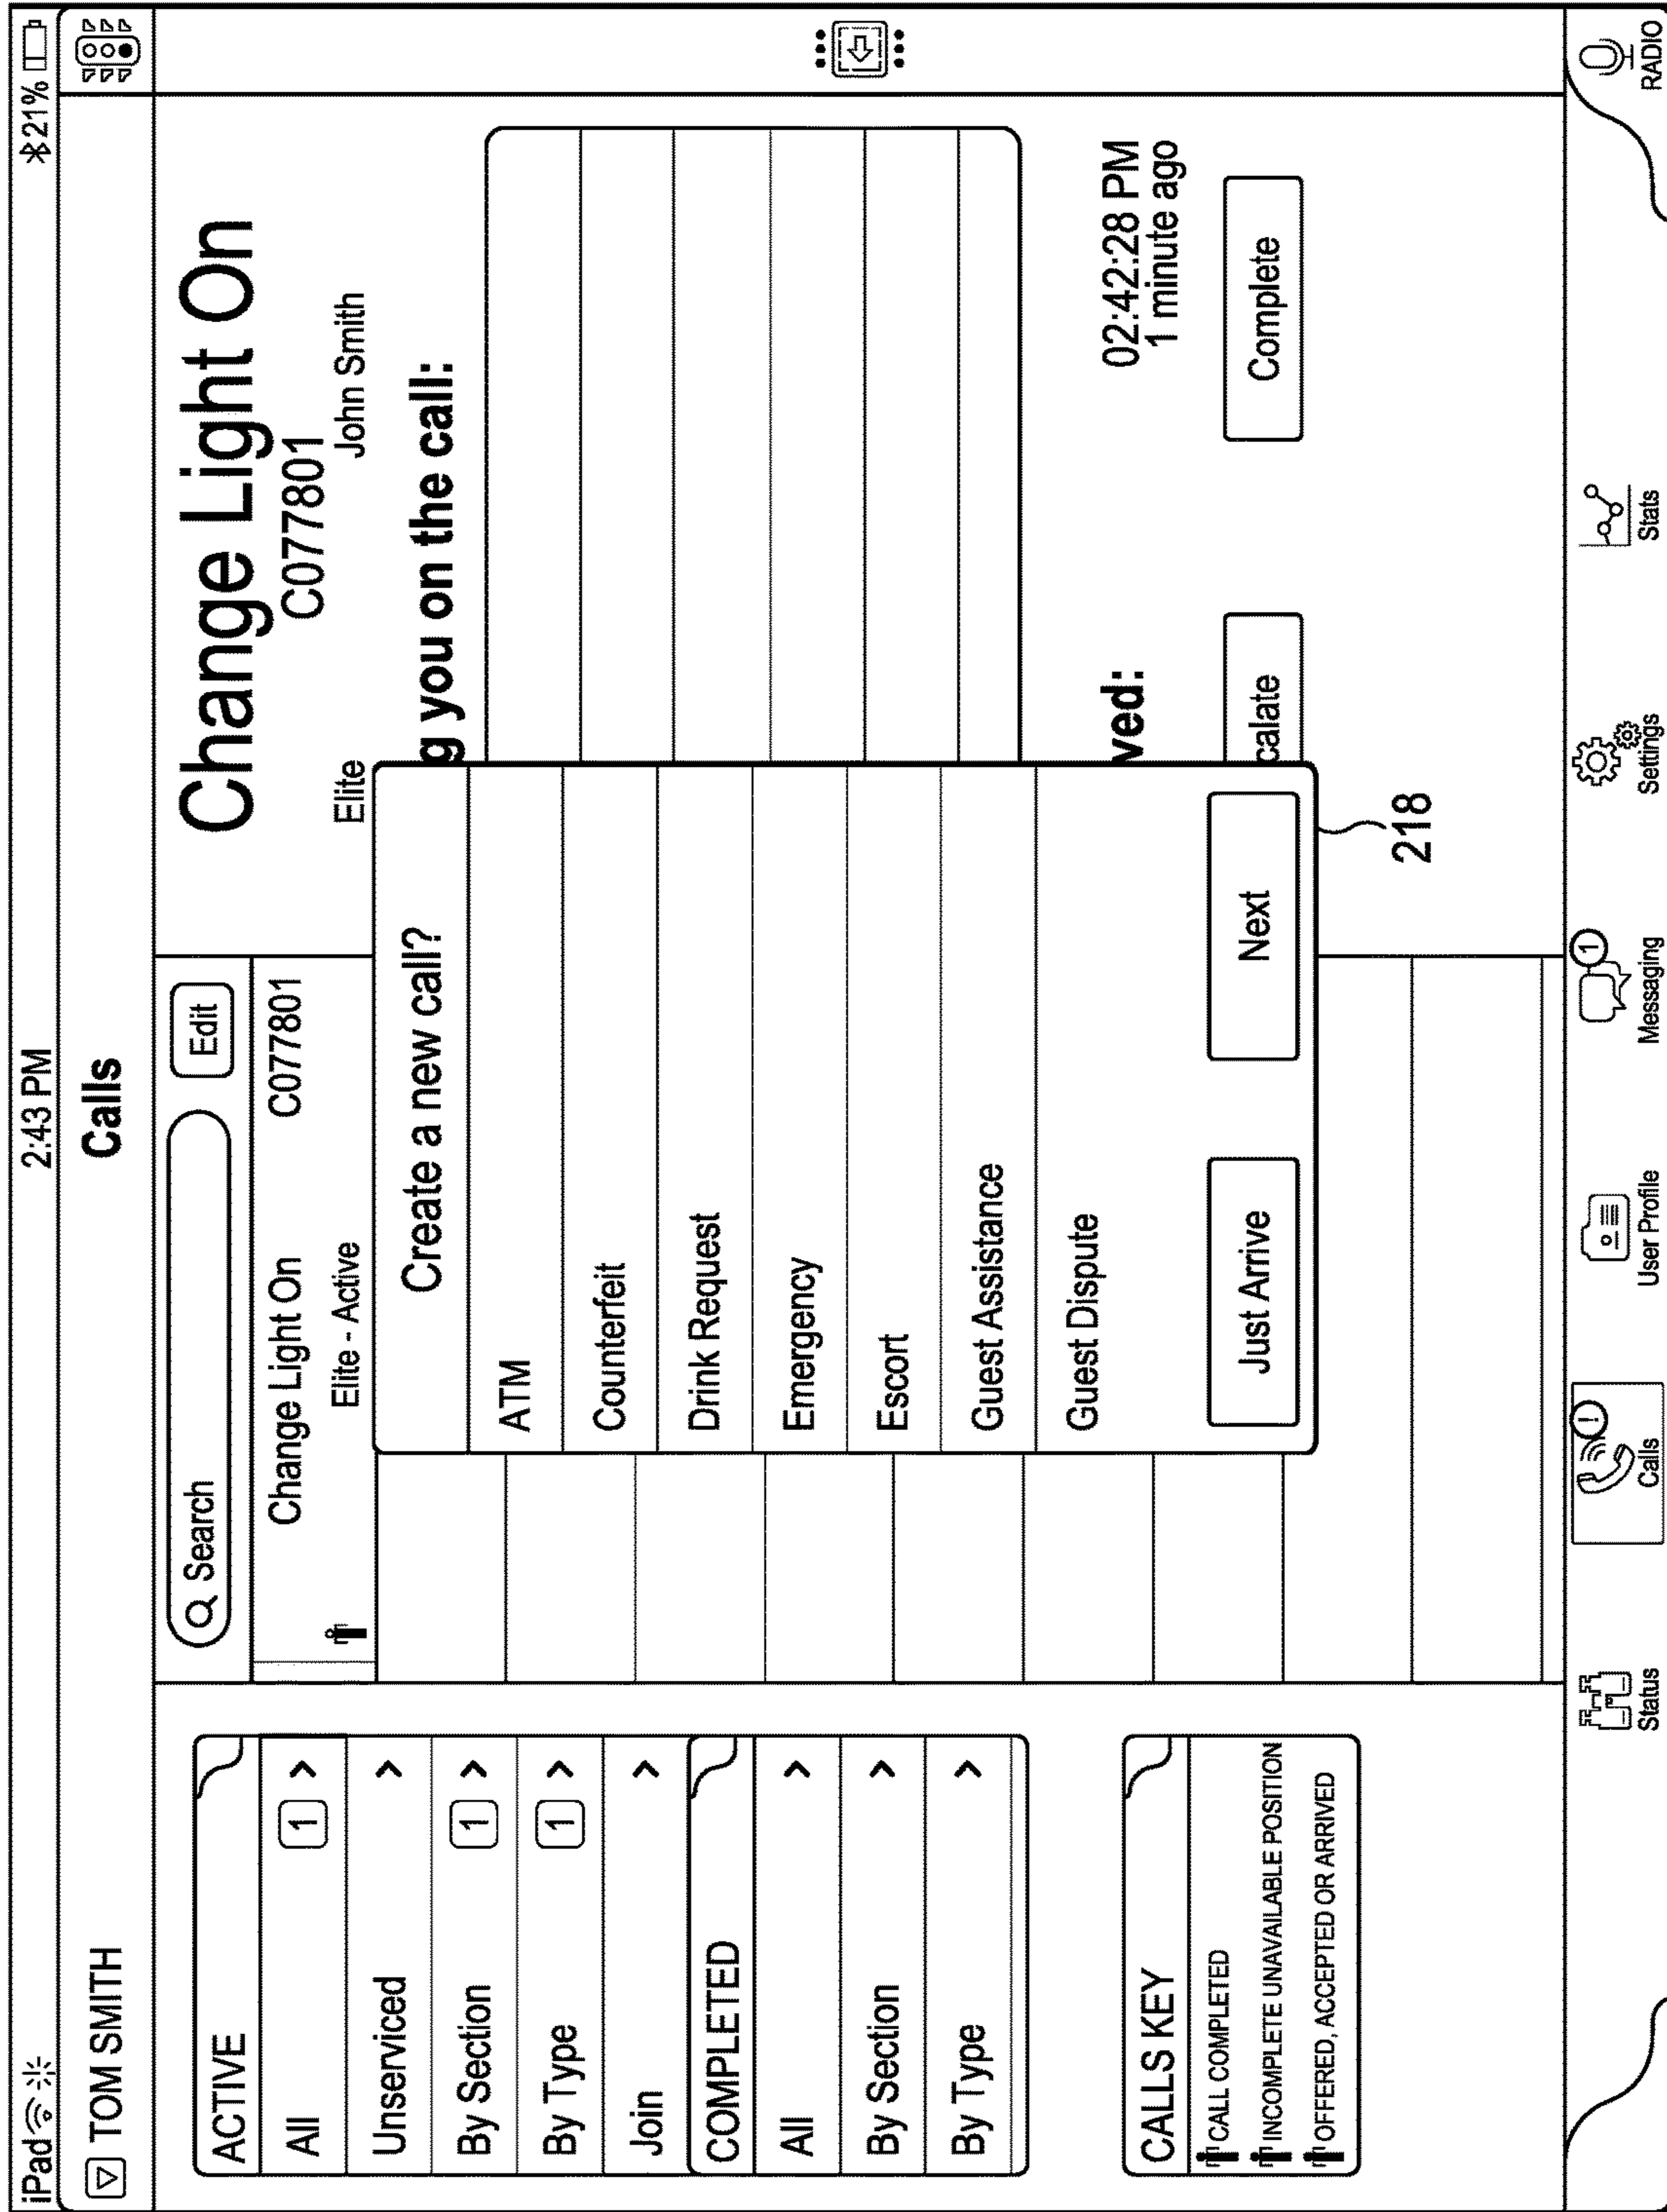 iPad 2:43 PM 21%
TOM SMITH Calls
ACTIVE
All 1 >
Unserviced >
By Section 1 >
By Type 1 >
Join >
COMPLETED
All >
By Section >
By Type >
CALLS KEY
CALL COMPLETED
INCOMPLETE UNAVAILABLE POSITION
OFFERED, ACCEPTED OR ARRIVED
Search Edit
Change Light On C077801
Elite - Active
Change Light On
C077801
Elite John Smith
g you on the call:
ved: 02:42:28 PM
1 minute ago
calate Complete
Create a new call?
ATM
Counterfeit
Drink Request
Emergency
Escort
Guest Assistance
Guest Dispute
Just Arrive Next
218
Status Calls User Profile Messaging 1 Settings Stats RADIO